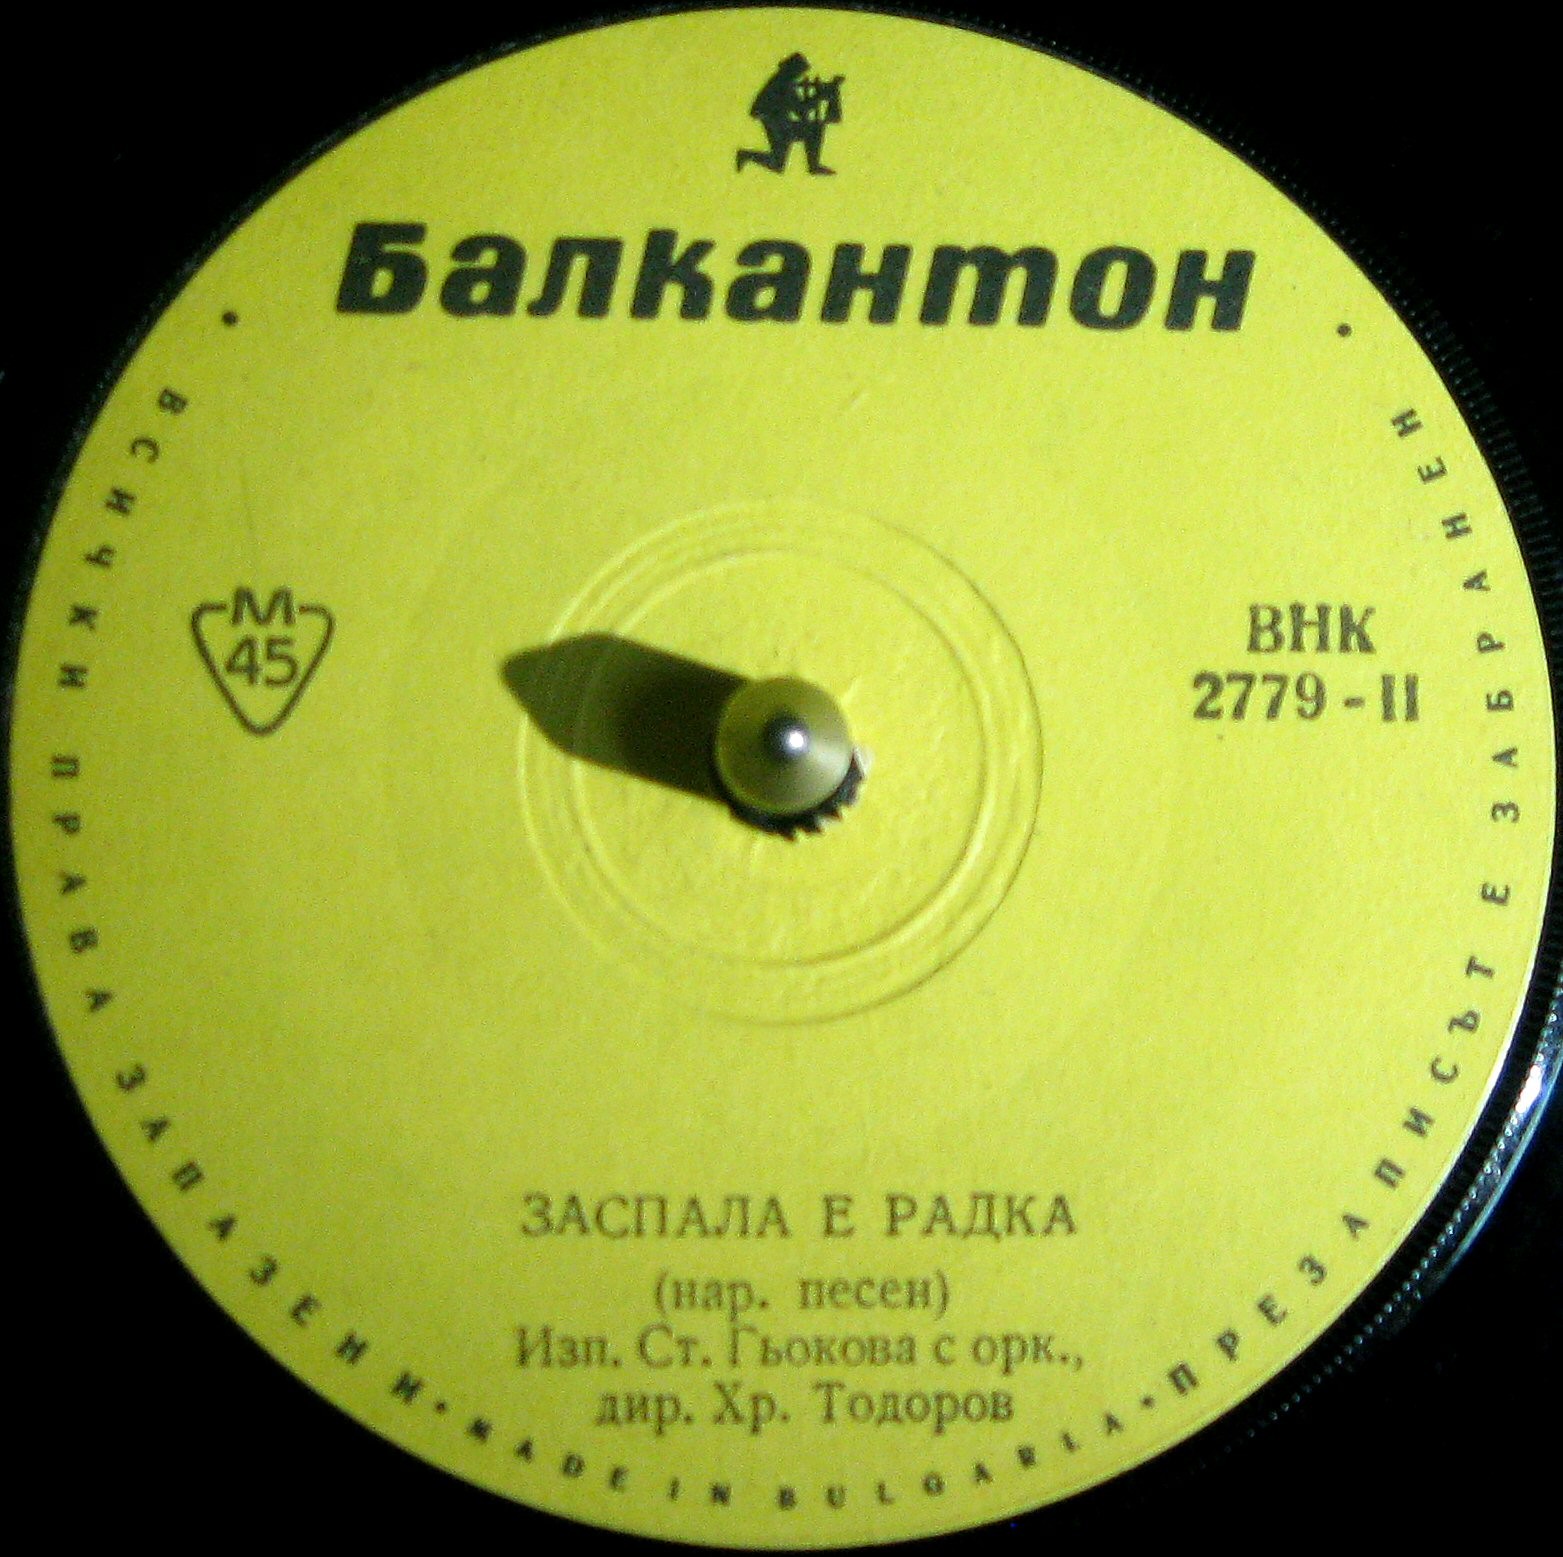 Балкантон
М
45
ВНК
2779-II
ЗАСПАЛА Е РАДКА
(нар. песен)
Изп. Ст. Гьокова с орк.,
дир. Хр. Тодоров
• ВСИЧКИ ПРАВА ЗАПАЗЕНИ • MADE IN BULGARIA • ПРЕЗАПИСЪТ Е ЗАБРАНЕН •